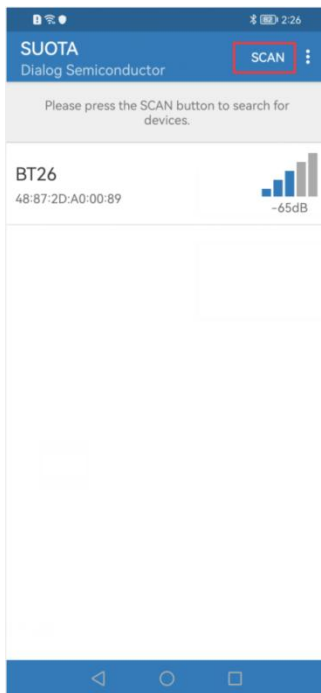 2:26
SUOTA
SCAN
Dialog Semiconductor
Please press the SCAN button to search for
devices.
BT26
48:87:2D:A0:00:89
-65dB